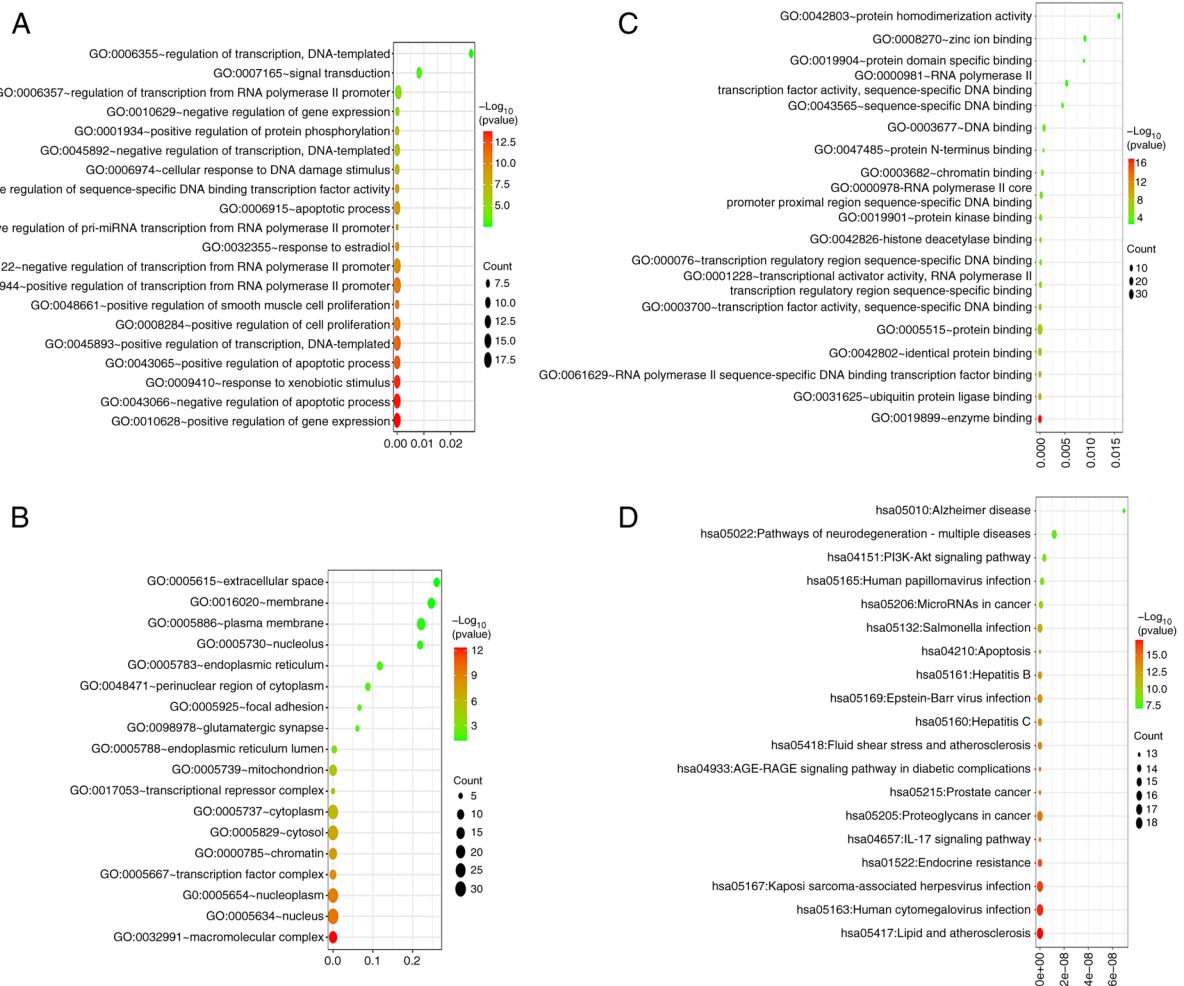 A
GO:0006355~regulation of transcription, DNA-templated
GO:0007165~signal transduction
GO:0006357~regulation of transcription from RNA polymerase II promoter
GO:0010629~negative regulation of gene expression
GO:0001934~positive regulation of protein phosphorylation
GO:0045892~negative regulation of transcription, DNA-templated
GO:0006974~cellular response to DNA damage stimulus
e regulation of sequence-specific DNA binding transcription factor activity
GO:0006915~apoptotic process
ve regulation of pri-miRNA transcription from RNA polymerase II promoter
GO:0032355~response to estradiol
22~negative regulation of transcription from RNA polymerase II promoter
944~positive regulation of transcription from RNA polymerase II promoter
GO:0048661~positive regulation of smooth muscle cell proliferation
GO:0008284~positive regulation of cell proliferation
GO:0045893~positive regulation of transcription, DNA-templated
GO:0043065~positive regulation of apoptotic process
GO:0009410~response to xenobiotic stimulus
GO:0043066~negative regulation of apoptotic process
GO:0010628~positive regulation of gene expression
0.00 0.01 0.02
−Log10
(pvalue)
12.5
10.0
7.5
5.0
Count
7.5
10.0
12.5
15.0
17.5
B
GO:0005615~extracellular space
GO:0016020~membrane
GO:0005886~plasma membrane
GO:0005730~nucleolus
GO:0005783~endoplasmic reticulum
GO:0048471~perinuclear region of cytoplasm
GO:0005925~focal adhesion
GO:0098978~glutamatergic synapse
GO:0005788~endoplasmic reticulum lumen
GO:0005739~mitochondrion
GO:0017053~transcriptional repressor complex
GO:0005737~cytoplasm
GO:0005829~cytosol
GO:0000785~chromatin
GO:0005667~transcription factor complex
G0:0005654~nucleoplasm
GO:0005634~nucleus
GO:0032991~macromolecular complex
0.0 0.1 0.2
−Log10
(pvalue)
12
9
6
3
Count
5
10
15
20
25
30
C
GO:0042803~protein homodimerization activity
GO:0008270~zinc ion binding
GO:0019904~protein domain specific binding
GO:0000981~RNA polymerase II
transcription factor activity, sequence-specific DNA binding
GO:0043565~sequence-specific DNA binding
GO-0003677~DNA binding
GO:0047485~protein N-terminus binding
GO:0003682~chromatin binding
GO:0000978-RNA polymerase II core
promoter proximal region sequence-specific DNA binding
GO:0019901~protein kinase binding
GO:0042826-histone deacetylase binding
GO:000076~transcription regulatory region sequence-specific DNA binding
GO:0001228~transcriptional activator activity, RNA polymerase II
transcription regulatory region sequence-specific binding
GO:0003700~transcription factor activity, sequence-specific DNA binding
GO:0005515~protein binding
GO:0042802~identical protein binding
GO:0061629~RNA polymerase II sequence-specific DNA binding transcription factor binding
GO:0031625~ubiquitin protein ligase binding
GO:0019899~enzyme binding
0.000 0.005 0.010 0.015
−Log10
(pvalue)
16
12
8
4
Count
10
20
30
D
hsa05010:Alzheimer disease
hsa05022:Pathways of neurodegeneration - multiple diseases
hsa04151:PI3K-Akt signaling pathway
hsa05165:Human papillomavirus infection
hsa05206:MicroRNAs in cancer
hsa05132:Salmonella infection
hsa04210:Apoptosis
hsa05161:Hepatitis B
hsa05169:Epstein-Barr virus infection
hsa05160:Hepatitis C
hsa05418:Fluid shear stress and atherosclerosis
hsa04933:AGE-RAGE signaling pathway in diabetic complications
hsa05215:Prostate cancer
hsa05205:Proteoglycans in cancer
hsa04657:IL-17 signaling pathway
hsa01522:Endocrine resistance
hsa05167:Kaposi sarcoma-associated herpesvirus infection
hsa05163:Human cytomegalovirus infection
hsa05417:Lipid and atherosclerosis
0e+00 2e-08 4e-08 6e-08
−Log10
(pvalue)
15.0
12.5
10.0
7.5
Count
13
14
15
16
17
18